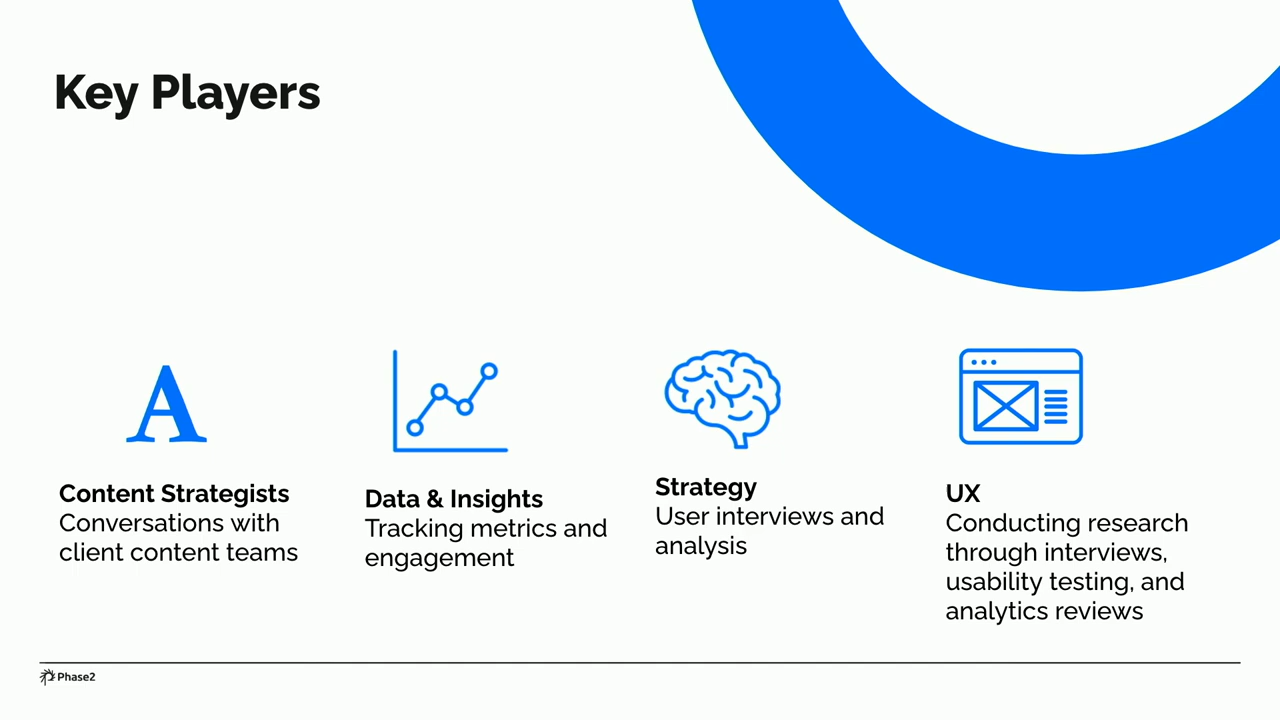 Key Players
A
Content Strategists
Conversations with
client content teams
Data & Insights
Tracking metrics and
engagement
Strategy
User interviews and
analysis
UX
Conducting research
through interviews,
usability testing, and
analytics reviews
Phase2